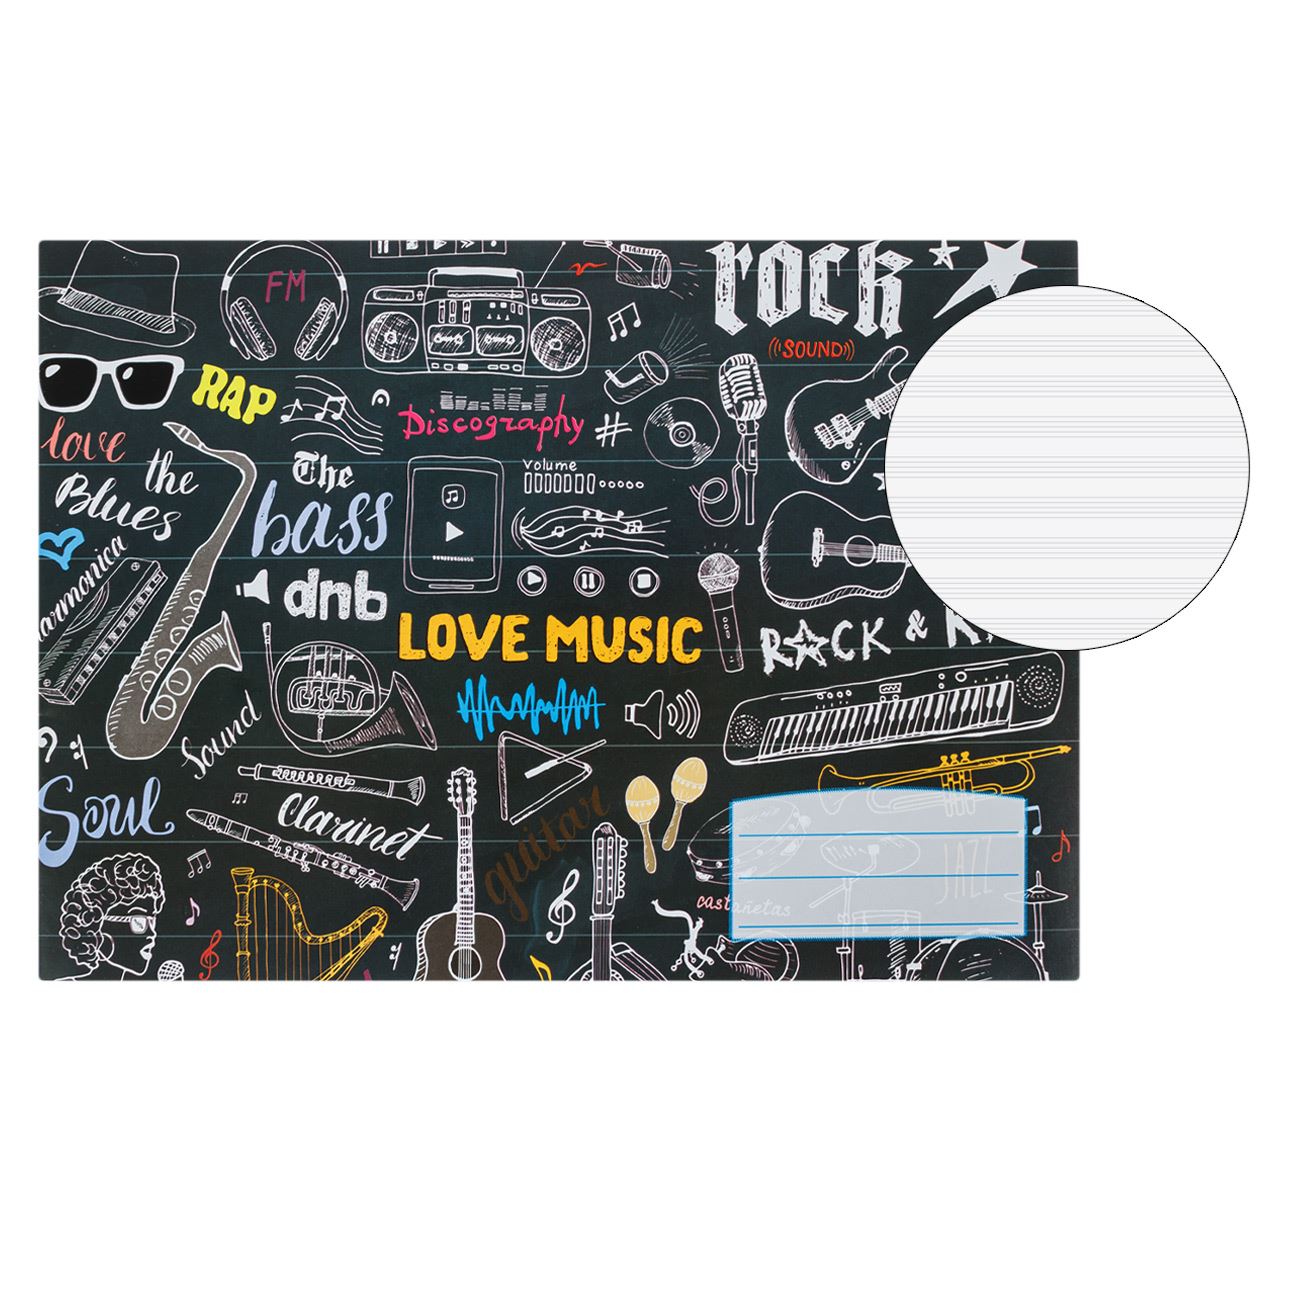 rock
FM
((SOUND))
RAP
Discography
#
love
the
Blues
The
bass
volume
harmonica
dnb
LOVE MUSIC
ROCK &
Sound
Soul
Clarinet
guitar
JAZZ
castañetas